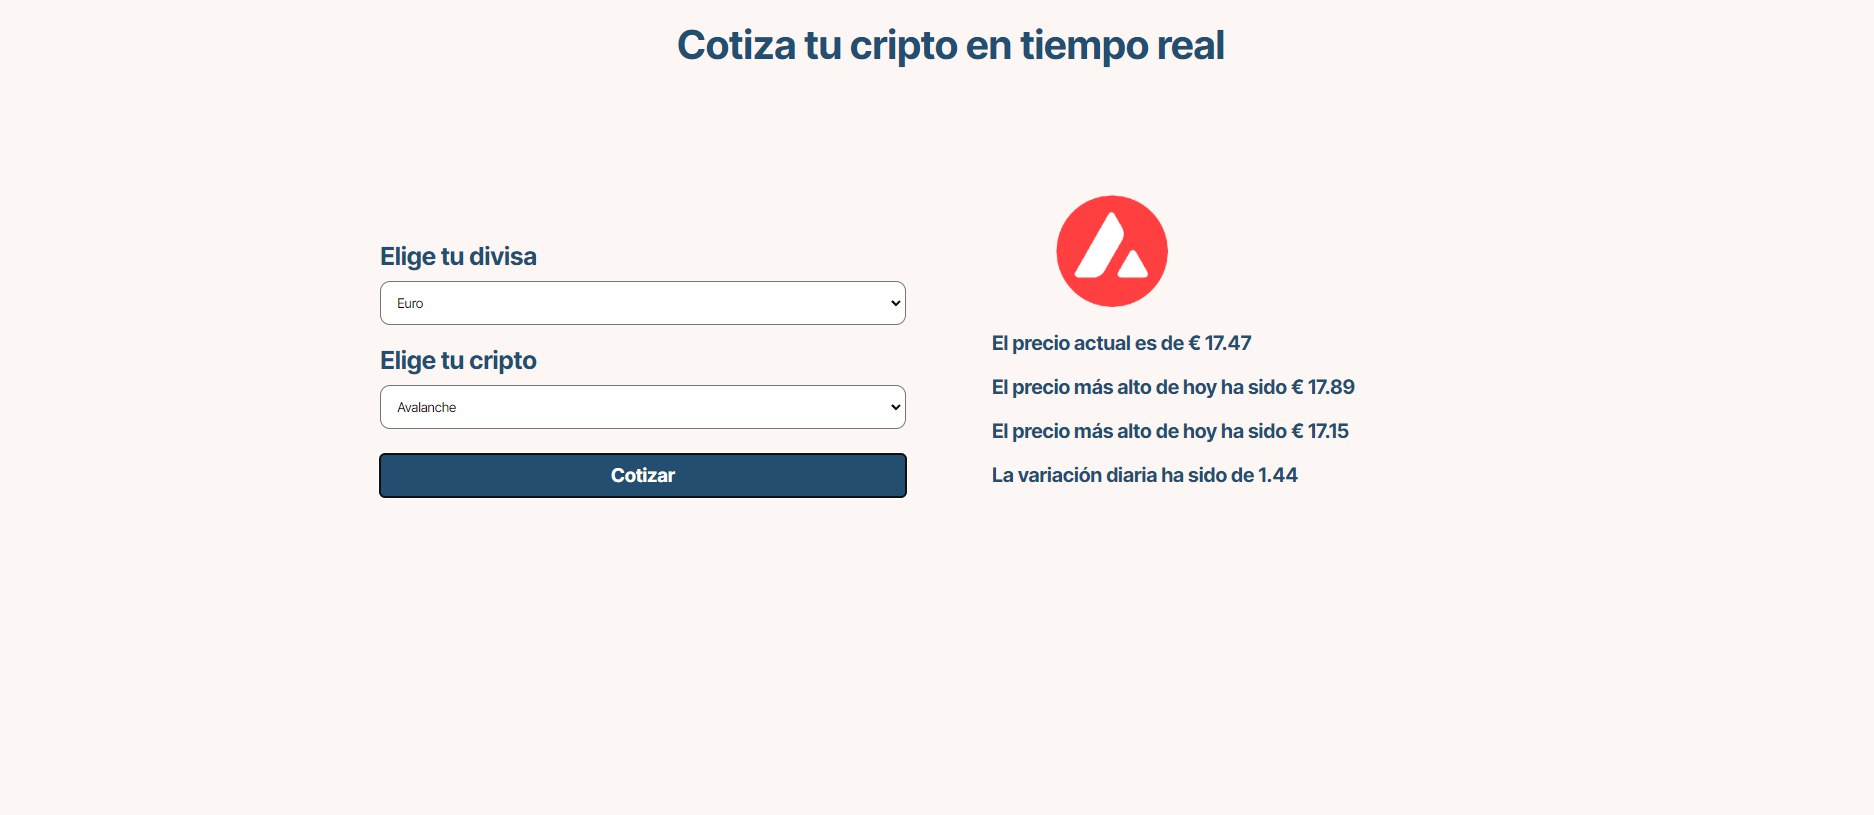 Cotiza tu cripto en tiempo real
Elige tu divisa
Euro
Elige tu cripto
Avalanche
Cotizar
El precio actual es de € 17.47
El precio más alto de hoy ha sido € 17.89
El precio más alto de hoy ha sido € 17.15
La variación diaria ha sido de 1.44